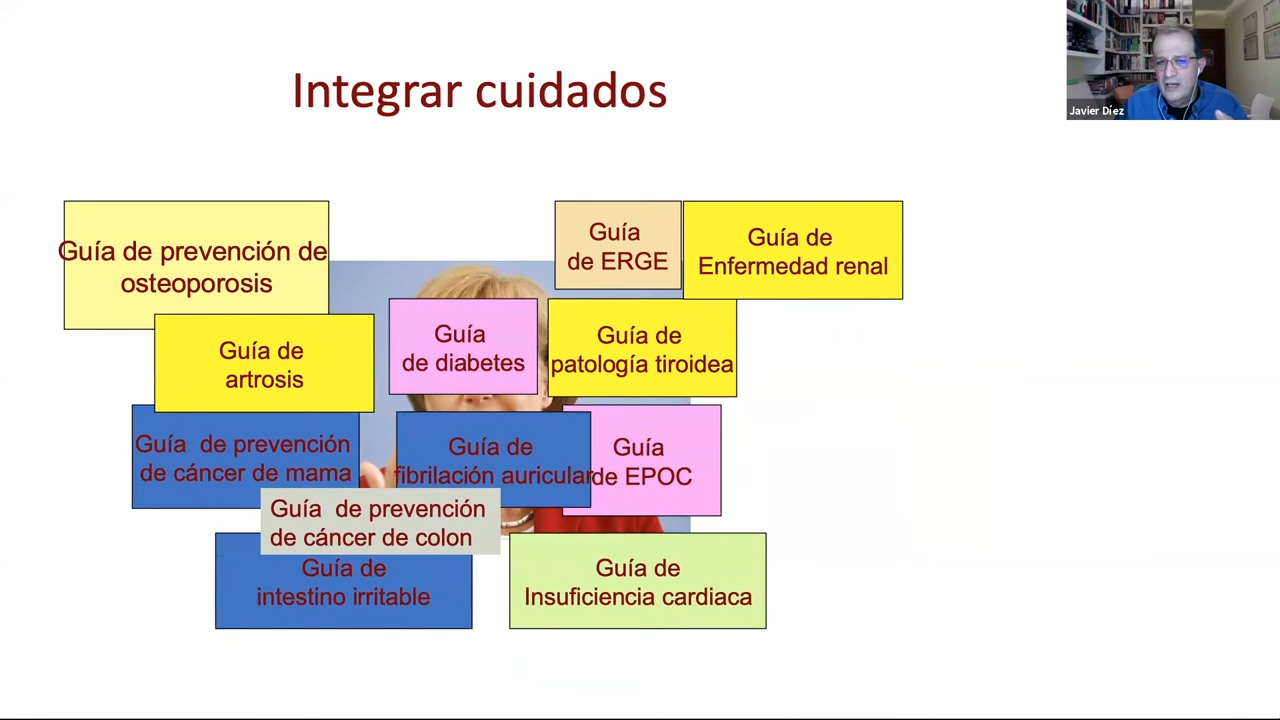 Integrar cuidados
Javier Díez
Guía de prevención de
osteoporosis
Guía
de ERGE
Guía de
Enfermedad renal
Guía de
artrosis
Guía
de diabetes
Guía de
patología tiroidea
Guía de prevención
de cáncer de mama
Guía de
fibrilación auricular
Guía
de EPOC
Guía de prevención
de cáncer de colon
Guía de
intestino irritable
Guía de
Insuficiencia cardiaca